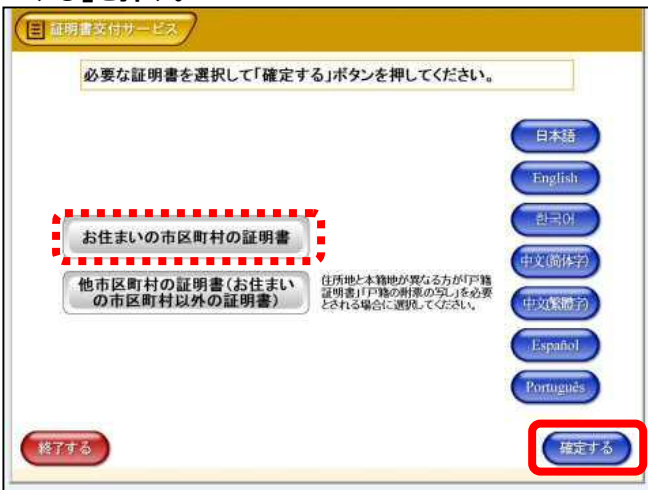 証明書交付サービス
必要な証明書を選択して「確定する」ボタンを押してください。
日本語
English
한국어
中文(简体字)
中文(繁體字)
Español
Português
お住まいの市区町村の証明書
他市区町村の証明書(お住まい
の市区町村以外の証明書)
住所地と本籍地が異なる方が「戸籍
証明書」「戸籍の附票の写し」を必要
とされる場合に選択してください。
終了する
確定する